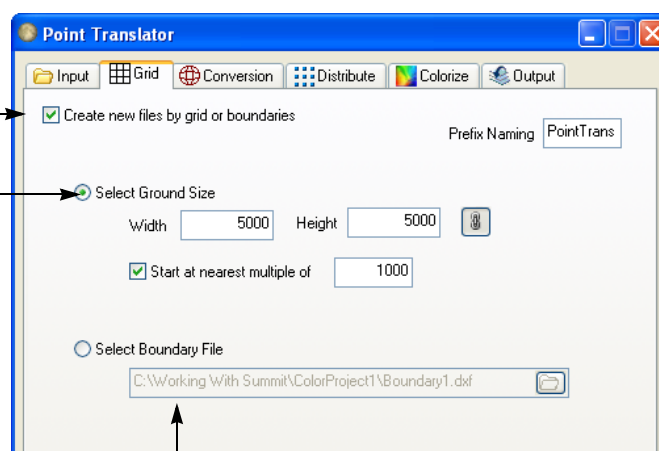 Point Translator
Input Grid Conversion Distribute Colorize Output
Create new files by grid or boundaries
Prefix Naming PointTrans
Select Ground Size
Width 5000 Height 5000
Start at nearest multiple of 1000
Select Boundary File
C:\Working With Summit\ColorProject1\Boundary1.dxf